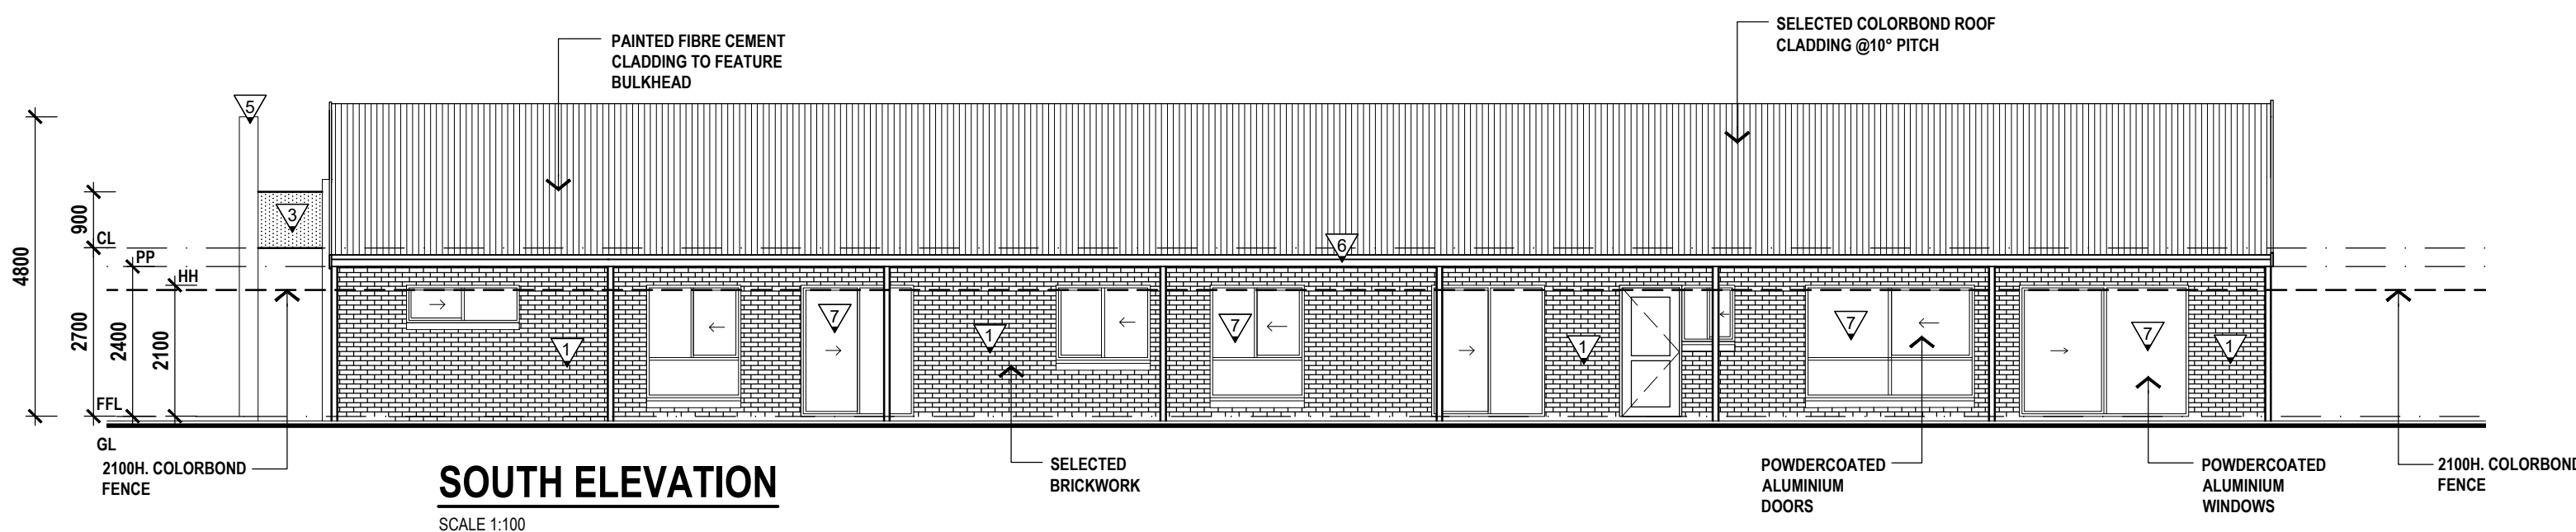 PAINTED FIBRE CEMENT
CLADDING TO FEATURE
BULKHEAD
SELECTED COLORBOND ROOF
CLADDING @10° PITCH
5
3
6
4800
900
2700
2400
2100
CL
PP
HH
FFL
GL
7
1
1
7
1
7
7
1
2100H. COLORBOND
FENCE
SOUTH ELEVATION
SCALE 1:100
SELECTED
BRICKWORK
POWDERCOATED
ALUMINIUM
DOORS
POWDERCOATED
ALUMINIUM
WINDOWS
2100H. COLORBOND
FENCE